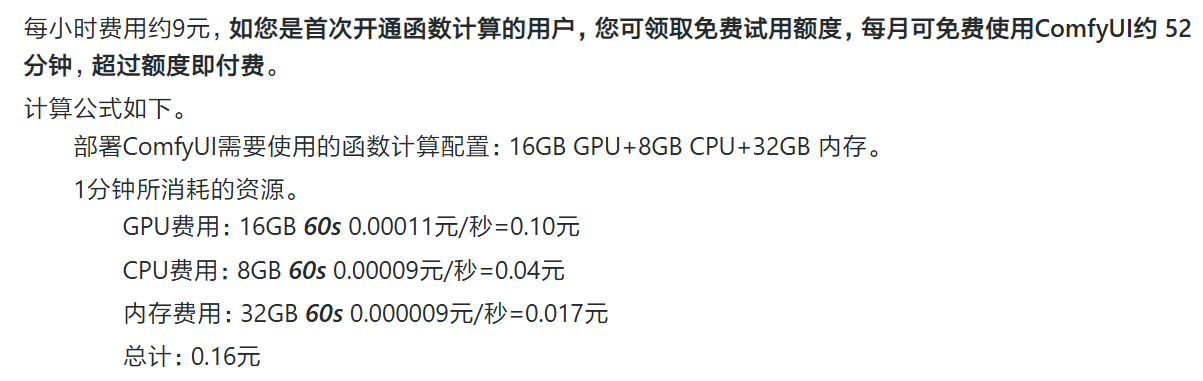 每小时费用约9元，如您是首次开通函数计算的用户，您可领取免费试用额度，每月可免费使用ComfyUI约 52
分钟，超过额度即付费。
计算公式如下。
部署ComfyUI需要使用的函数计算配置：16GB GPU+8GB CPU+32GB 内存。
1分钟所消耗的资源。
GPU费用：16GB 60s 0.00011元/秒=0.10元
CPU费用：8GB 60s 0.00009元/秒=0.04元
内存费用：32GB 60s 0.000009元/秒=0.017元
总计：0.16元